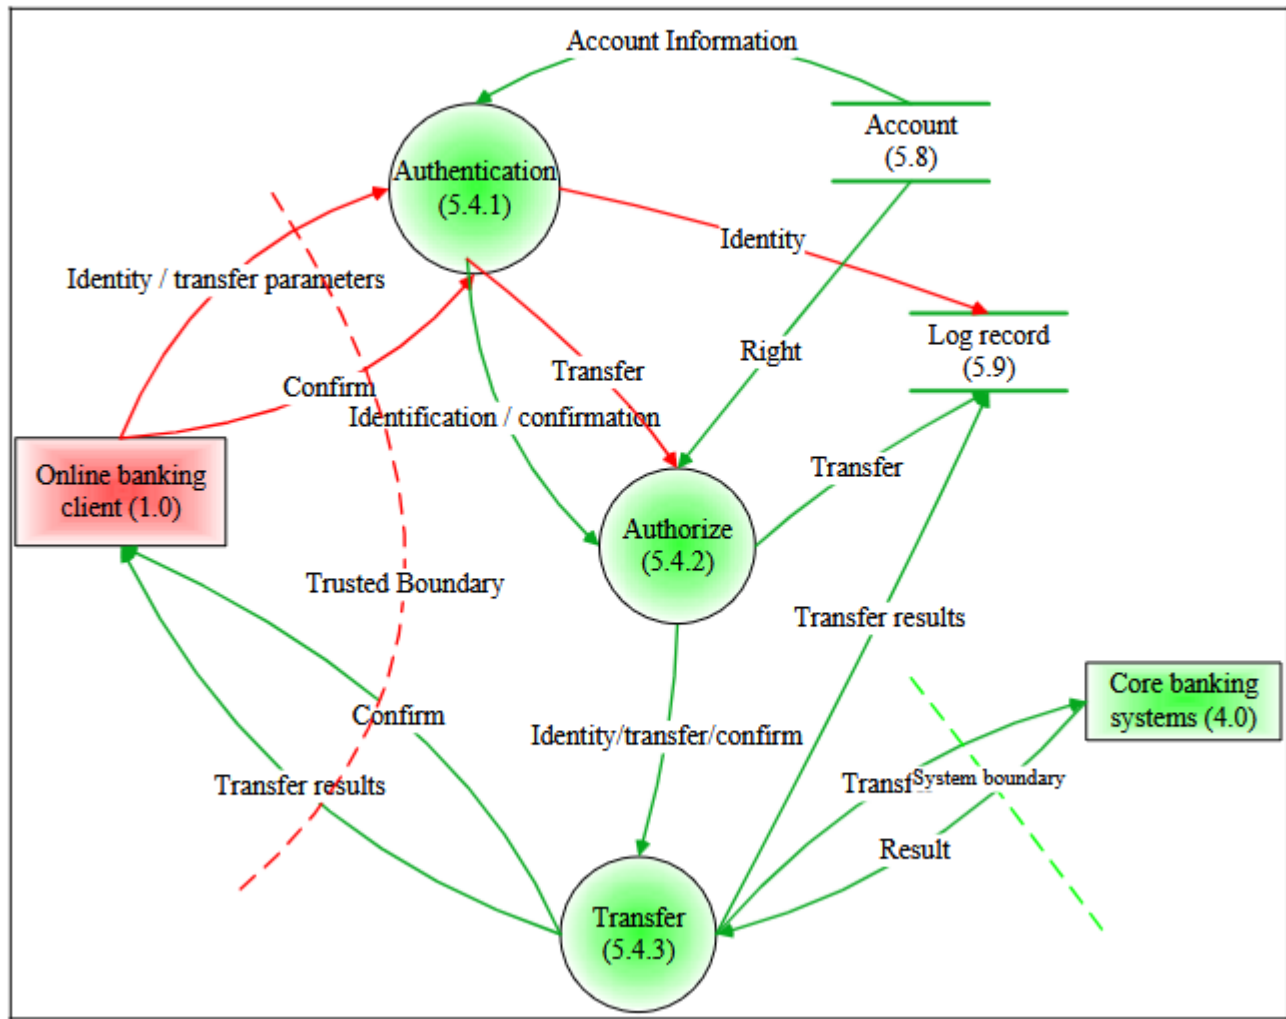 Account Information
Account
(5.8)
Authentication
(5.4.1)
Identity
Identity / transfer parameters
Log record
(5.9)
Right
Transfer
Confirm
Identification / confirmation
Transfer
Online banking
client (1.0)
Authorize
(5.4.2)
Trusted Boundary
Transfer results
Core banking
systems (4.0)
Confirm
Identity/transfer/confirm
Transfer results
System boundary
Result
Transfer
(5.4.3)